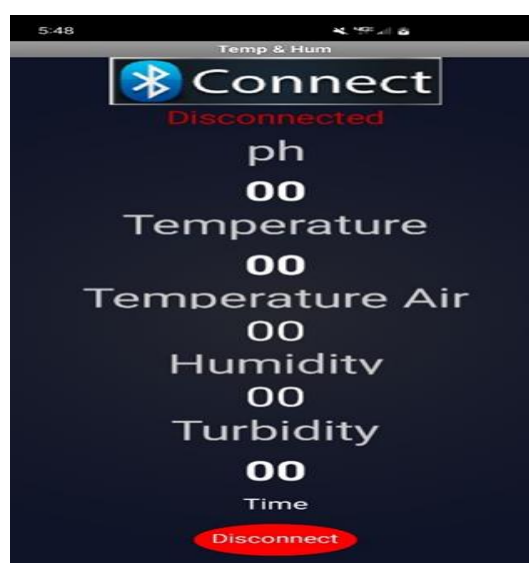 5:48
Temp & Hum
Connect
Disconnected
ph
00
Temperature
00
Temperature Air
00
Humidity
00
Turbidity
00
Time
Disconnect